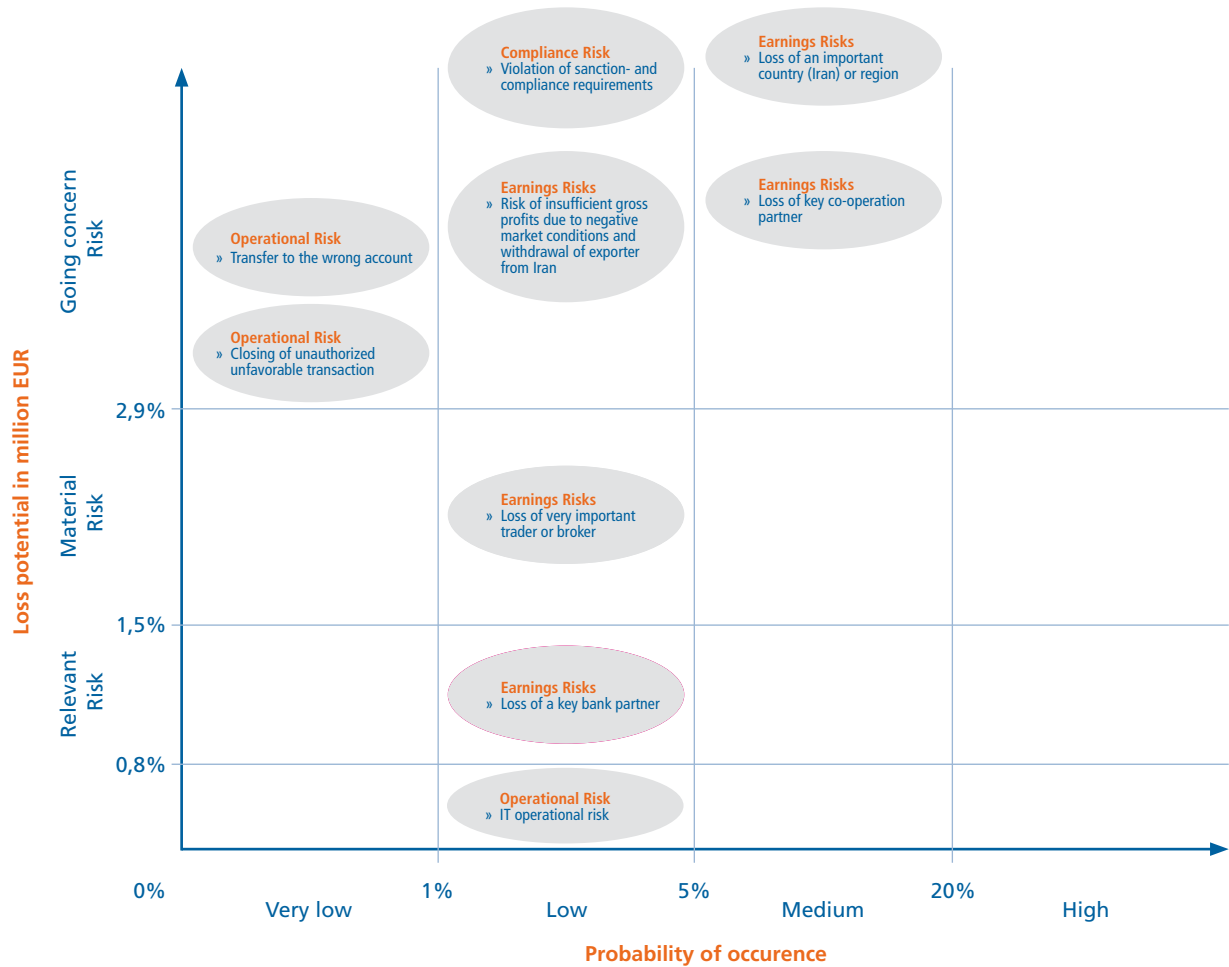 Compliance Risk
» Violation of sanction- and
compliance requirements
Earnings Risks
» Loss of an important
country (Iran) or region
Earnings Risks
» Risk of insufficient gross
profits due to negative
market conditions and
withdrawal of exporter
from Iran
Earnings Risks
» Loss of key co-operation
partner
Operational Risk
» Transfer to the wrong account
Operational Risk
» Closing of unauthorized
unfavorable transaction
Earnings Risks
» Loss of very important
trader or broker
Earnings Risks
» Loss of a key bank partner
Operational Risk
» IT operational risk
Loss potential in million EUR
Going concern
Risk
2,9%
Material
Risk
1,5%
Relevant
Risk
0,8%
0%
1%
5%
20%
Very low
Low
Medium
High
Probability of occurence